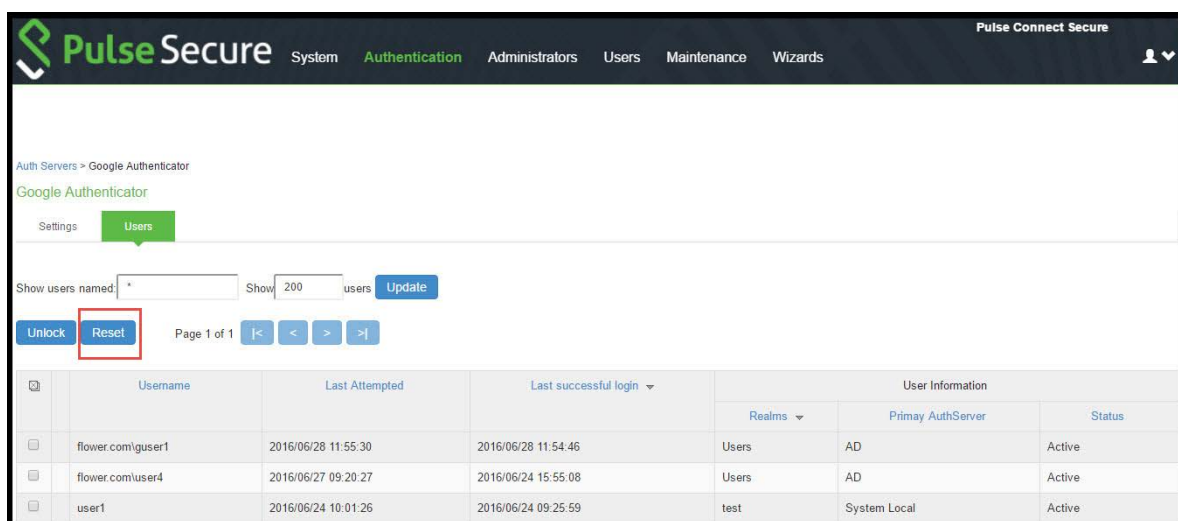 Pulse Connect Secure
Pulse Secure System Authentication Administrators Users Maintenance Wizards
Auth Servers > Google Authenticator
Google Authenticator
Settings Users
Show users named: * Show 200 users Update
Unlock Reset Page 1 of 1 |< < > >|
Username Last Attempted Last successful login User Information
Realms Primay AuthServer Status
flower.com\guser1 2016/06/28 11:55:30 2016/06/28 11:54:46 Users AD Active
flower.com\user4 2016/06/27 09:20:27 2016/06/24 15:55:08 Users AD Active
user1 2016/06/24 10:01:26 2016/06/24 09:25:59 test System Local Active